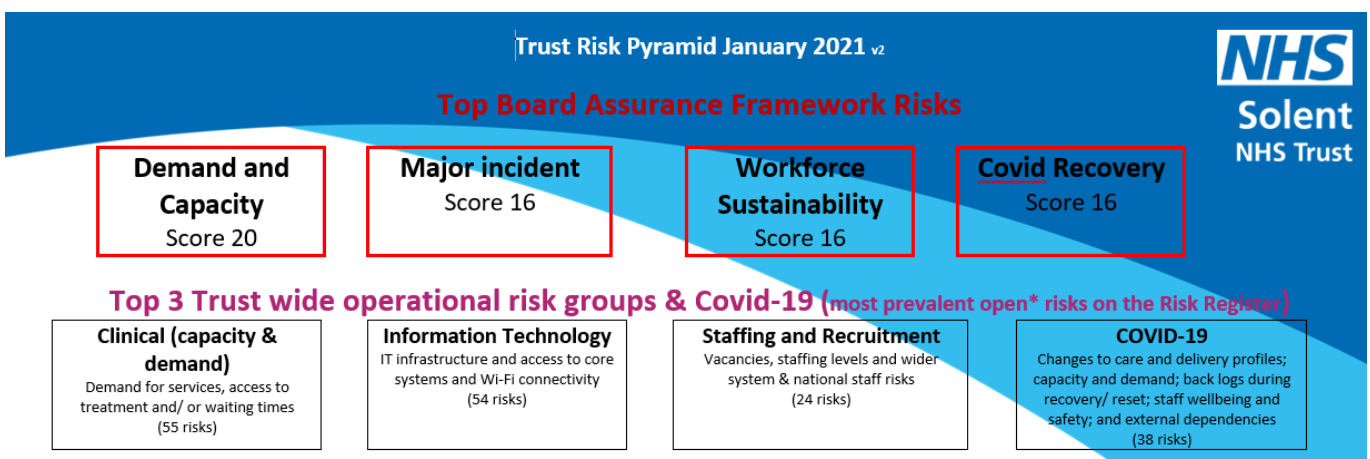 Trust Risk Pyramid January 2021 v2
NHS
Solent
NHS Trust
Top Board Assurance Framework Risks
Demand and
Capacity
Score 20
Major incident
Score 16
Workforce
Sustainability
Score 16
Covid Recovery
Score 16
Top 3 Trust wide operational risk groups & Covid-19 (most prevalent open* risks on the Risk Register)
Clinical (capacity &
demand)
Demand for services, access to
treatment and/ or waiting times
(55 risks)
Information Technology
IT infrastructure and access to core
systems and Wi-Fi connectivity
(54 risks)
Staffing and Recruitment
Vacancies, staffing levels and wider
system & national staff risks
(24 risks)
COVID-19
Changes to care and delivery profiles;
capacity and demand; back logs during
recovery/ reset; staff wellbeing and
safety; and external dependencies
(38 risks)